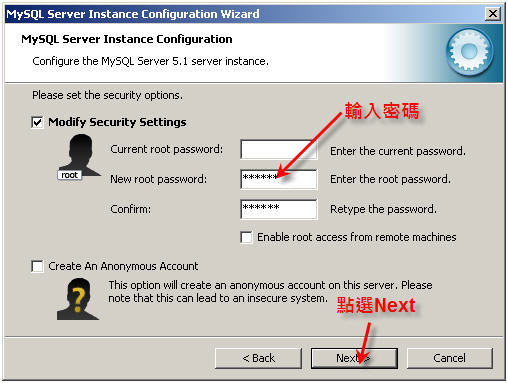 MySQL Server Instance Configuration Wizard
MySQL Server Instance Configuration
Configure the MySQL Server 5.1 server instance.
Please set the security options.
輸入密碼
Modify Security Settings
Current root password:
Enter the current password.
root
New root password:
******
Enter the root password.
Confirm:
******
Retype the password.
Enable root access from remote machines
Create An Anonymous Account
This option will create an anonymous account on this server. Please
note that this can lead to an insecure system.
點選Next
< Back
Next >
Cancel